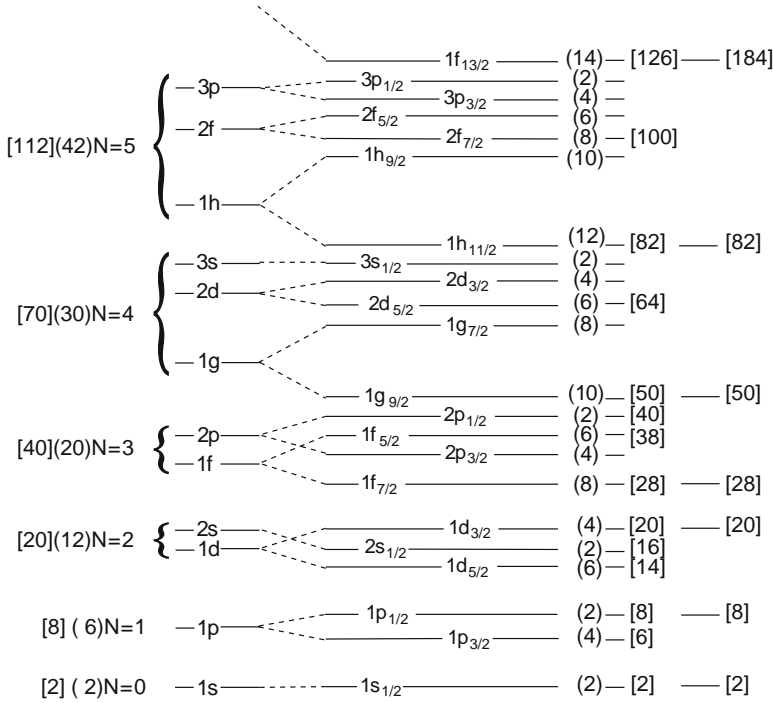 1f13/2 (14) [126] [184]
3p 3p1/2 (2)
3p3/2 (4)
2f5/2 (6)
[112](42)N=5 2f 2f7/2 (8) [100]
1h9/2 (10)
1h
1h11/2 (12) [82] [82]
3s 3s1/2 (2)
2d 2d3/2 (4)
[70](30)N=4 2d5/2 (6) [64]
1g7/2 (8)
1g
1g9/2 (10) [50] [50]
2p1/2 (2) [40]
[40](20)N=3 2p 1f5/2 (6) [38]
1f 2p3/2 (4)
1f7/2 (8) [28] [28]
2s 1d3/2 (4) [20] [20]
[20](12)N=2 1d 2s1/2 (2) [16]
1d5/2 (6) [14]
1p1/2 (2) [8] [8]
[8] ( 6)N=1 1p 1p3/2 (4) [6]
[2] ( 2)N=0 1s 1s1/2 (2) [2] [2]